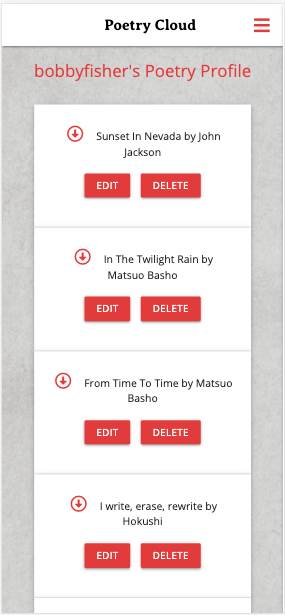 Poetry Cloud
bobbyfisher's Poetry Profile
Sunset In Nevada by John
Jackson
EDIT DELETE
In The Twilight Rain by
Matsuo Basho
EDIT DELETE
From Time To Time by Matsuo
Basho
EDIT DELETE
I write, erase, rewrite by
Hokushi
EDIT DELETE